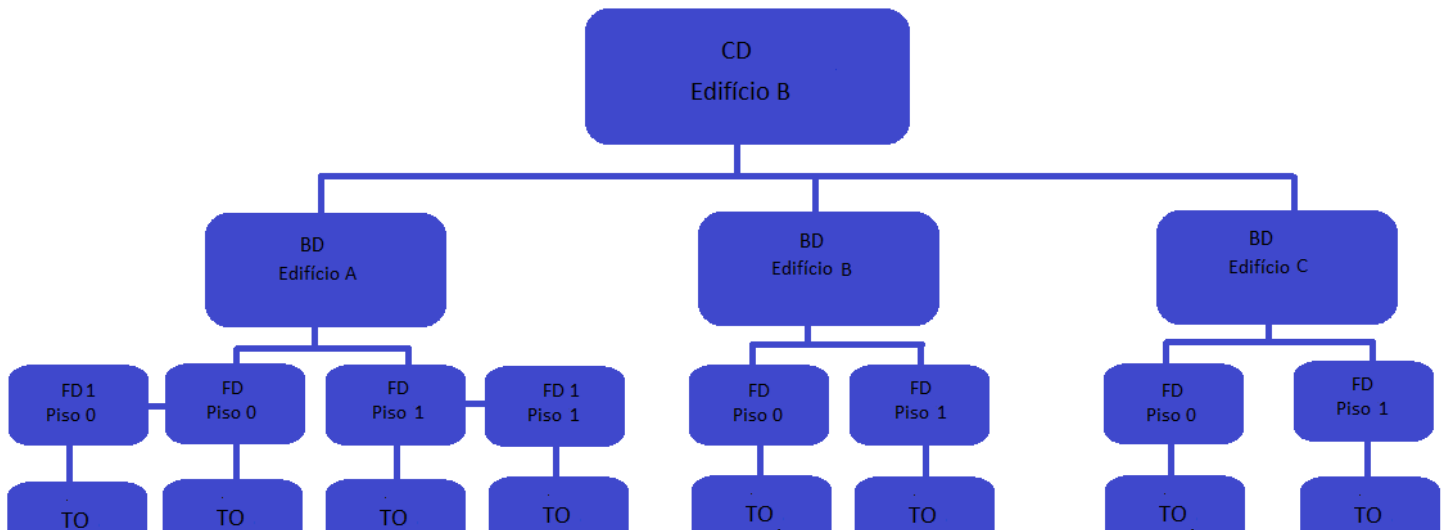 CD
Edifício B
BD
Edifício A
BD
Edifício B
BD
Edifício C
FD 1
Piso 0
FD
Piso 0
FD
Piso 1
FD 1
Piso 1
FD
Piso 0
FD
Piso 1
FD
Piso 0
FD
Piso 1
TO
TO
TO
TO
TO
TO
TO
TO